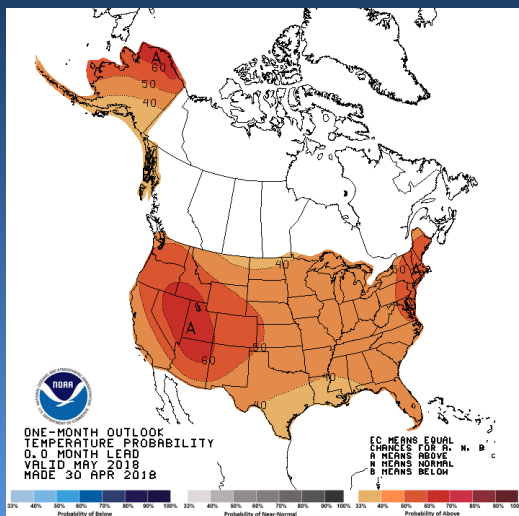 A
60
50
40
40
50
A
A
60
50
40
40
NOAA
ONE-MONTH OUTLOOK
TEMPERATURE PROBABILITY
0.0 MONTH LEAD
VALID MAY 2018
MADE 30 APR 2018
EC MEANS EQUAL
CHANCES FOR A, N, B
A MEANS ABOVE
N MEANS NORMAL
B MEANS BELOW
33% 40% 50% 60% 70% 80% 90% 100% 33% 40% 50% 60% 70% 80% 90% 100% 33% 40% 50% 60% 70% 80% 90% 100%
Probability of Below Probability of Near-Normal Probability of Above